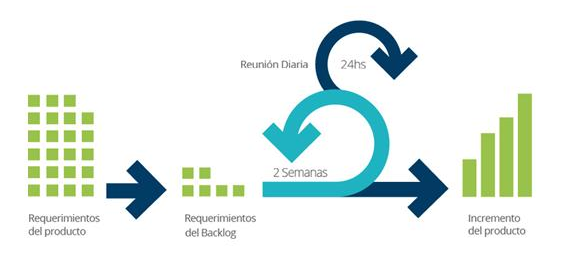 Reunión Diaria
24hs
2 Semanas
Requerimientos
del producto
Requerimientos
del Backlog
Incremento
del producto